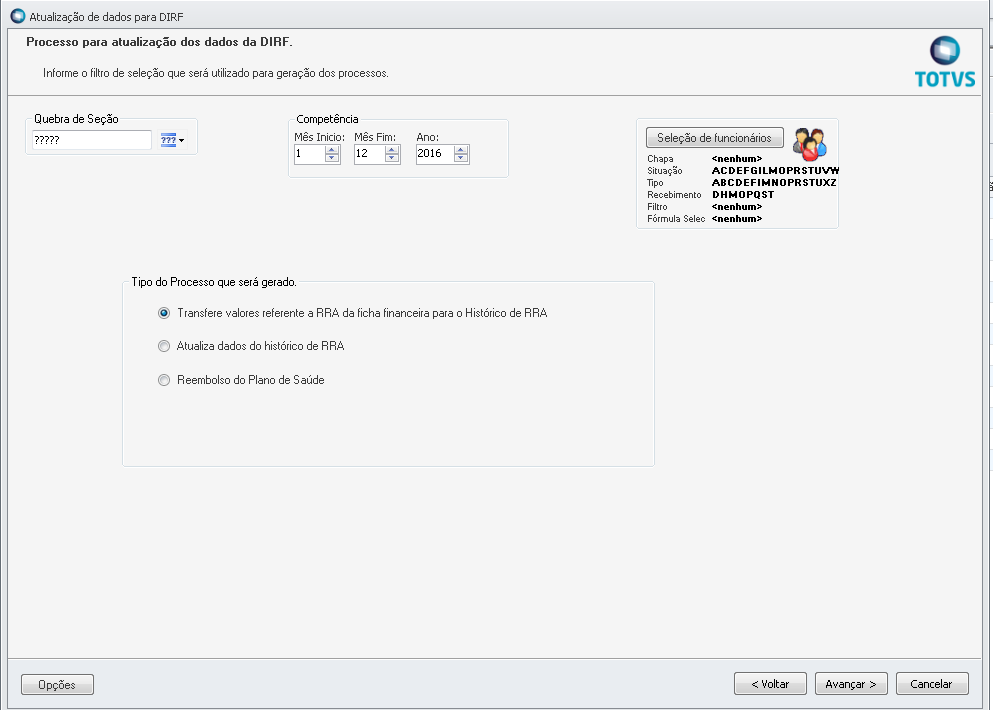 Atualização de dados para DIRF
Processo para atualização dos dados da DIRF.
Informe o filtro de seleção que será utilizado para geração dos processos.
TOTVS
Quebra de Seção
?????
???
Competência
Mês Inicio: Mês Fim: Ano:
1 12 2016
Seleção de funcionários
Chapa <nenhum>
Situação ACDEFGILMOPRSTUVW
Tipo ABCDEFIMNOPRSTUXZ
Recebimento DHMOPQST
Filtro <nenhum>
Fórmula Selec <nenhum>
Tipo do Processo que será gerado.
Transfere valores referente a RRA da ficha financeira para o Histórico de RRA
Atualiza dados do histórico de RRA
Reembolso do Plano de Saúde
Opções
< Voltar
Avançar >
Cancelar